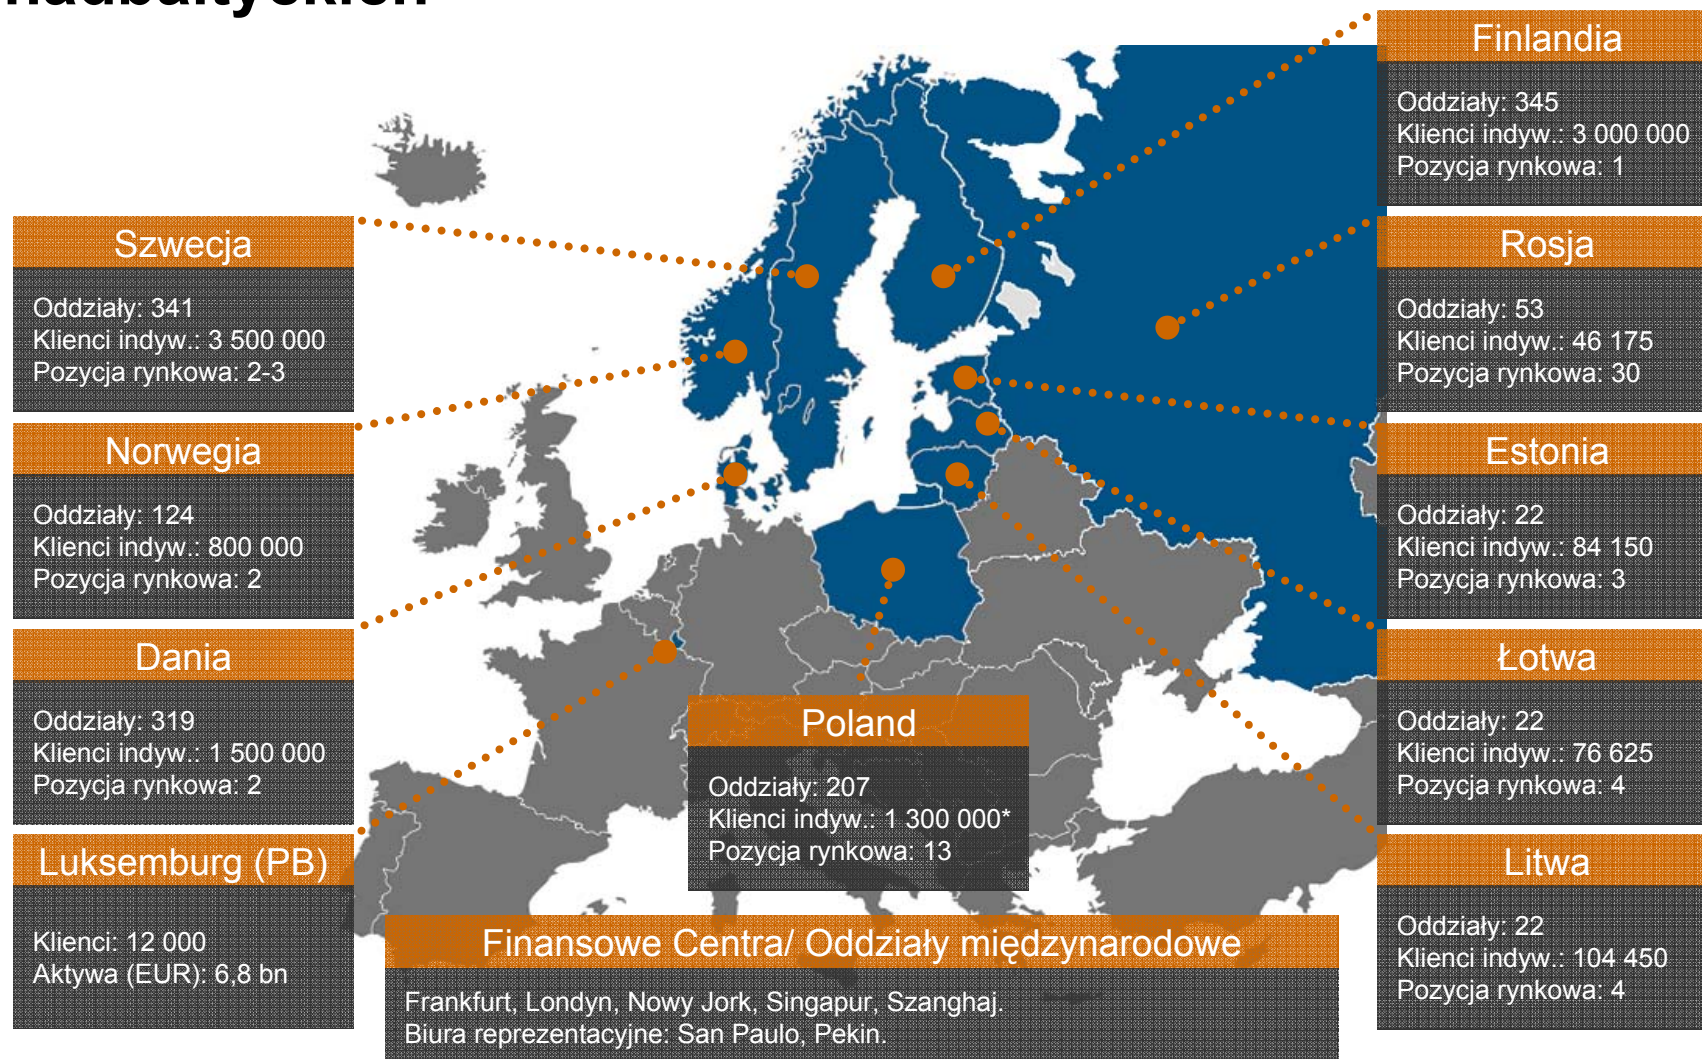 nadbałtyckich
Finlandia
Oddziały: 345
Klienci indyw.: 3 000 000
Pozycja rynkowa: 1
Szwecja
Oddziały: 341
Klienci indyw.: 3 500 000
Pozycja rynkowa: 2-3
Rosja
Oddziały: 53
Klienci indyw.: 46 175
Pozycja rynkowa: 30
Norwegia
Oddziały: 124
Klienci indyw.: 800 000
Pozycja rynkowa: 2
Estonia
Oddziały: 22
Klienci indyw.: 84 150
Pozycja rynkowa: 3
Dania
Oddziały: 319
Klienci indyw.: 1 500 000
Pozycja rynkowa: 2
Poland
Oddziały: 207
Klienci indyw.: 1 300 000*
Pozycja rynkowa: 13
Łotwa
Oddziały: 22
Klienci indyw.: 76 625
Pozycja rynkowa: 4
Luksemburg (PB)
Klienci: 12 000
Aktywa (EUR): 6,8 bn
Litwa
Oddziały: 22
Klienci indyw.: 104 450
Pozycja rynkowa: 4
Finansowe Centra/ Oddziały międzynarodowe
Frankfurt, Londyn, Nowy Jork, Singapur, Szanghaj.
Biura reprezentacyjne: San Paulo, Pekin.